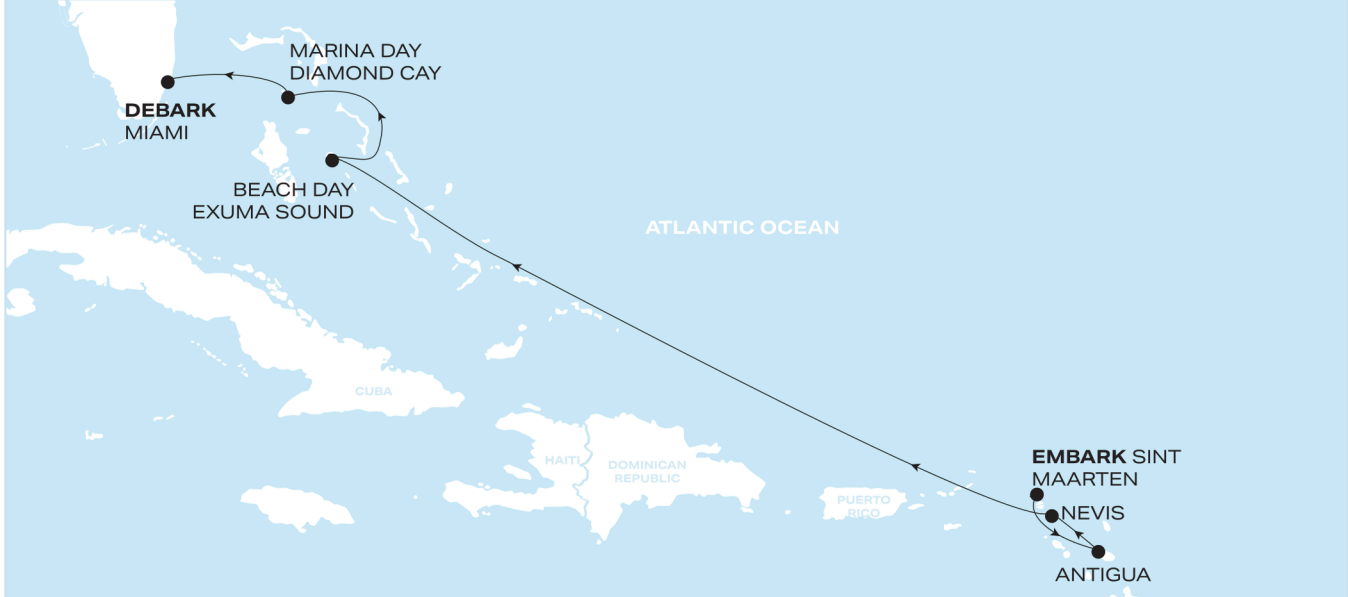 MARINA DAY
DIAMOND CAY
DEBARK
MIAMI
BEACH DAY
EXUMA SOUND
ATLANTIC OCEAN
CUBA
HAITI
DOMINICAN
REPUBLIC
PUERTO
RICO
EMBARK SINT
MAARTEN
NEVIS
ANTIGUA